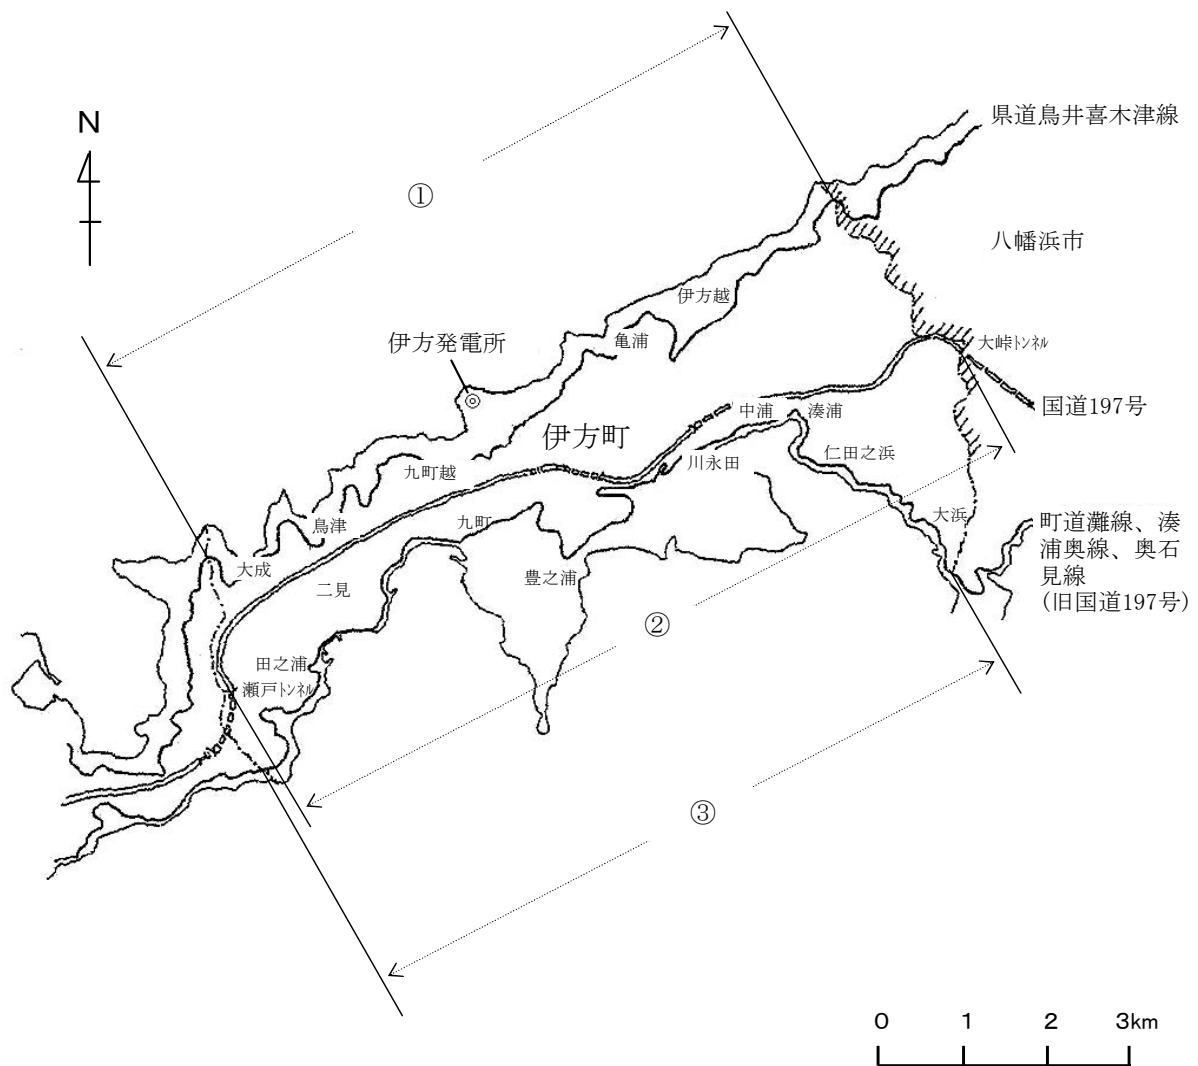 N
県道鳥井喜木津線
①
八幡浜市
伊方越
伊方発電所
亀浦
大峠ﾄﾝﾈﾙ
国道197号
中浦
湊浦
伊方町
仁田之浜
川永田
九町越
鳥津
九町
大浜
町道灘線、湊
浦奥線、奥石
見線
(旧国道197号)
大成
二見
豊之浦
②
田之浦
瀬戸ﾄﾝﾈﾙ
③
0 1 2 3km